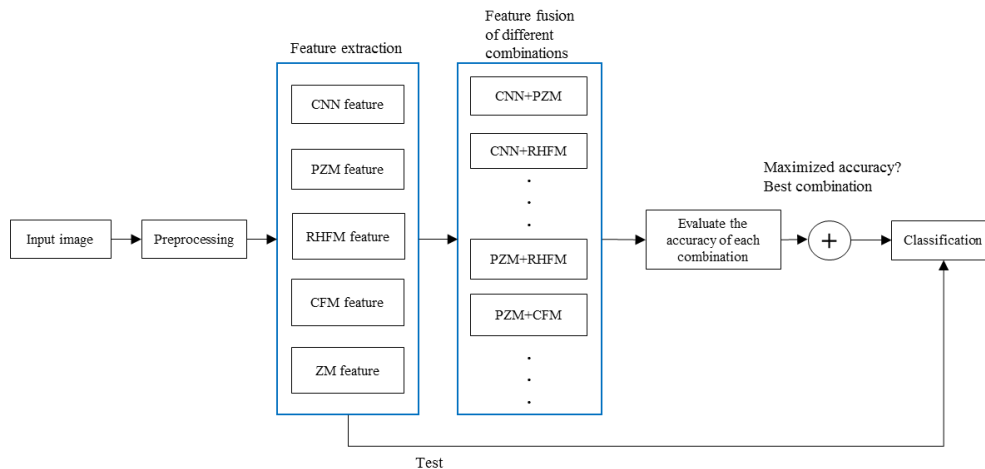 Feature extraction
Feature fusion
of different
combinations
CNN feature
PZM feature
RHFM feature
CFM feature
ZM feature
CNN+PZM
CNN+RHFM
PZM+RHFM
PZM+CFM
Input image
Preprocessing
Evaluate the
accuracy of each
combination
Maximized accuracy?
Best combination
+
Classification
Test